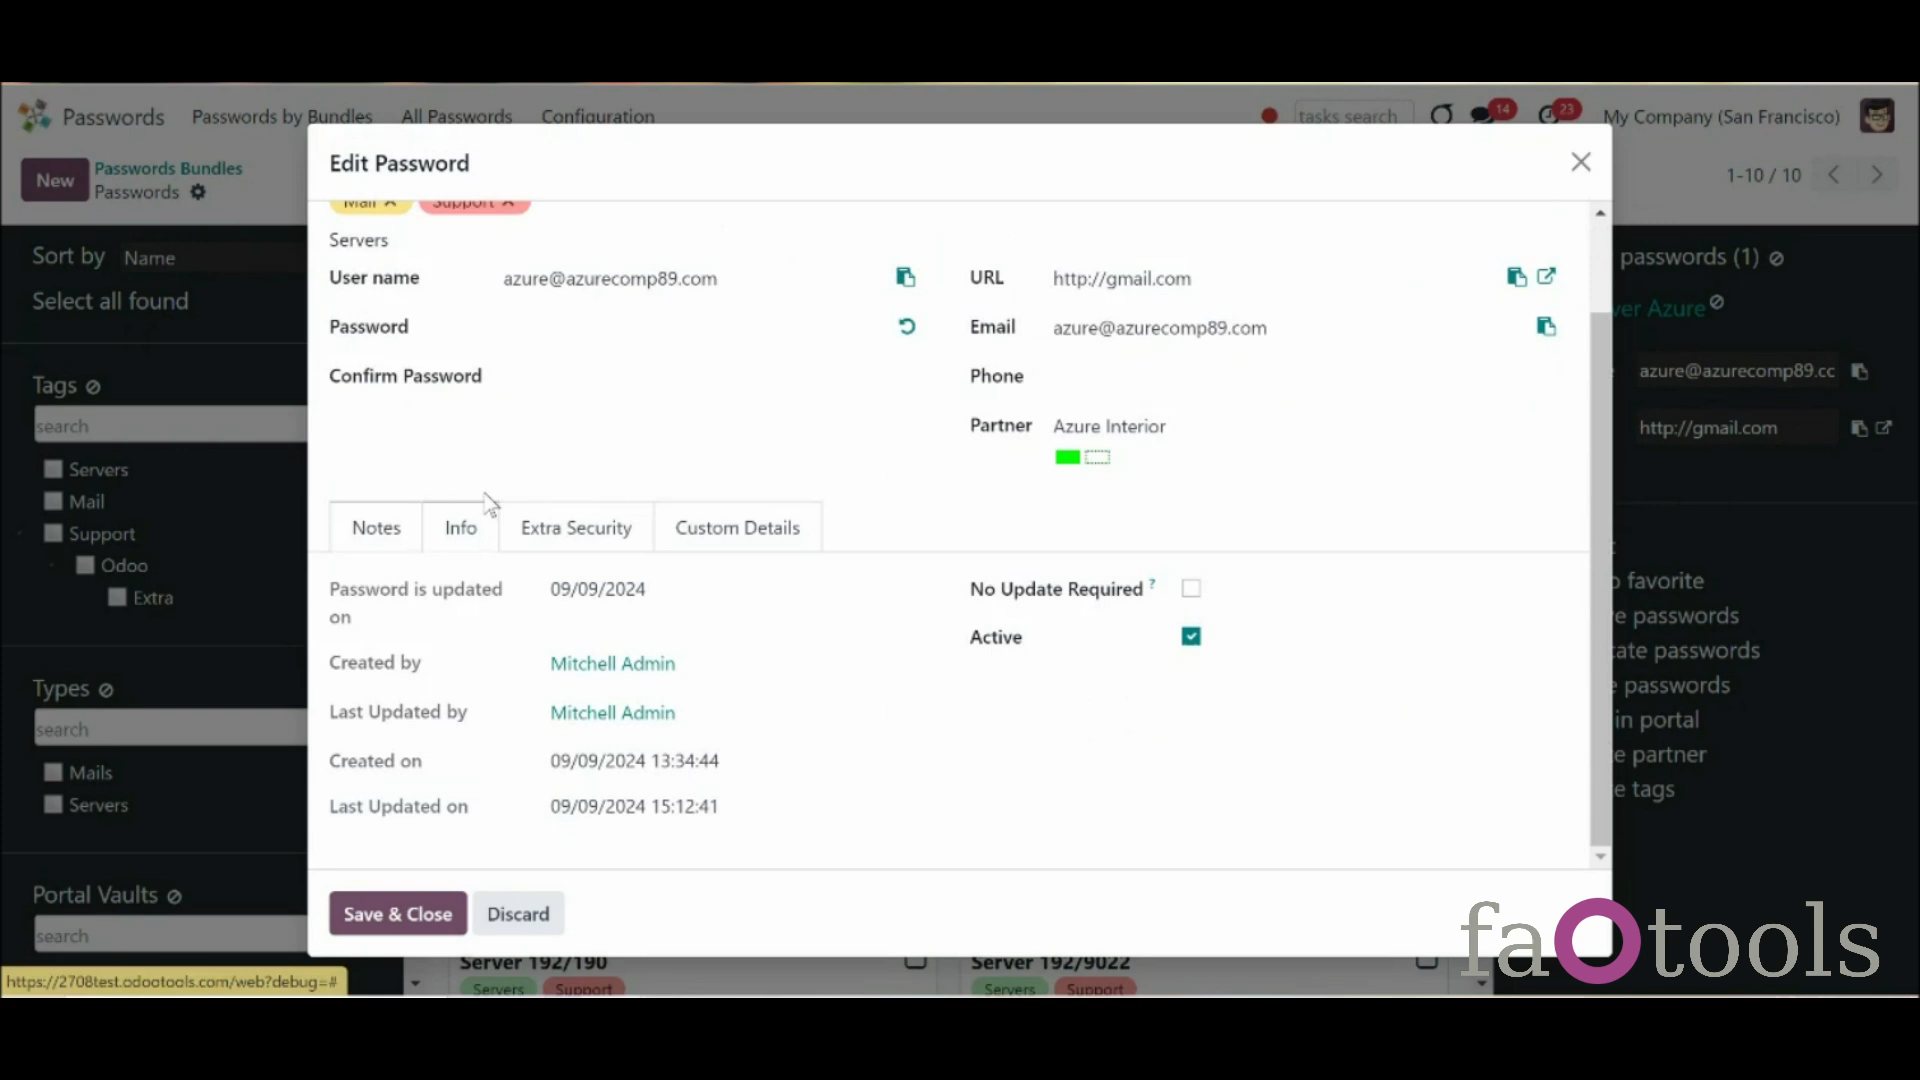 Passwords Passwords by Bundles All Passwords Configuration tasks search 14 23 My Company (San Francisco)
New Passwords Bundles
Passwords
1-10 / 10
Sort by Name
Select all found
Tags
search
Servers
Mail
Support
Odoo
Extra
Types
search
Mails
Servers
Portal Vaults
search
https://2708test.odootools.com/web?debug=#
Edit Password
Mail Support
Servers
User name azure@azurecomp89.com
Password
Confirm Password
URL http://gmail.com
Email azure@azurecomp89.com
Phone
Partner Azure Interior
Notes Info Extra Security Custom Details
Password is updated
on
09/09/2024
Created by Mitchell Admin
Last Updated by Mitchell Admin
Created on 09/09/2024 13:34:44
Last Updated on 09/09/2024 15:12:41
No Update Required ?
Active
Save & Close Discard
Server 192/190
Servers Support
Server 192/9022
Servers Support
passwords (1)
Azure
azure@azurecomp89.cc
http://gmail.com
favorite
passwords
passwords
passwords
in portal
partner
tags
faOtools